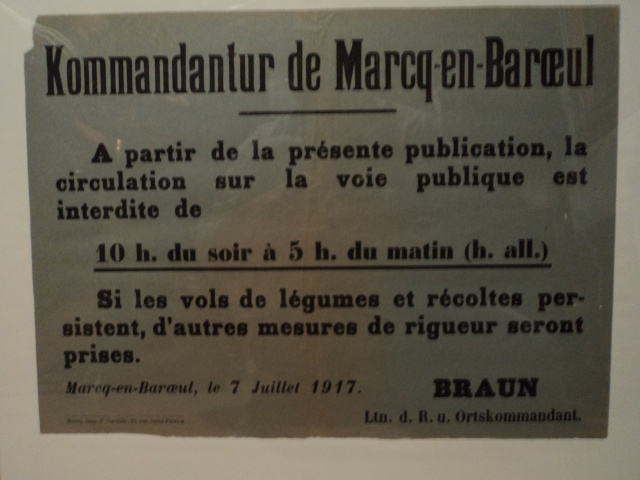 Kommandantur de Marcq-en-Barœul
A partir de la présente publication, la
circulation sur la voie publique est
interdite de
10 h. du soir à 5 h. du matin (h. all.)
Si les vols de légumes et récoltes per-
sistent, d'autres mesures de rigueur seront
prises.
Marcq-en-Barœul, le 7 Juillet 1917.
BRAUN
Ltn. d. R. u. Ortskommandant.